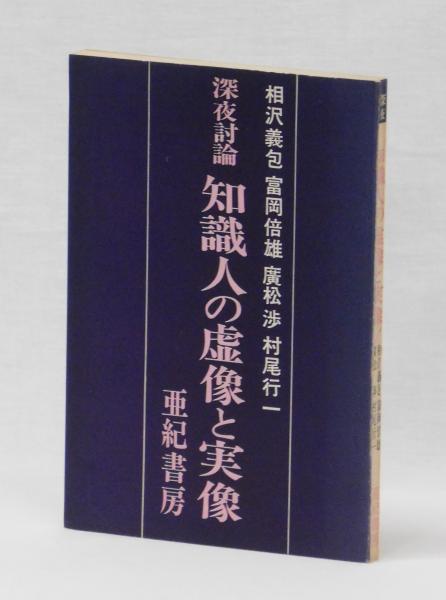 相沢義包 富岡倍雄 廣松 渉 村尾行一
深夜討論 知識人の虚像と実像
亜紀書房